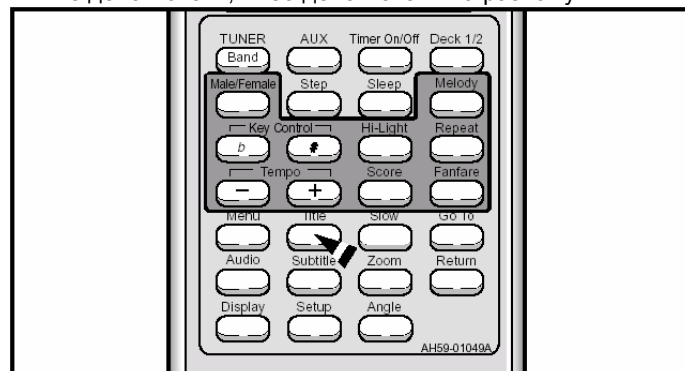 TUNER AUX Timer On/Off Deck 1/2
Band
Male/Female Step Sleep Melody
Key Control Hi-Light Repeat
b #
Tempo Score Fanfare
− +
Menu Title Slow Go To
Audio Subtitle Zoom Return
Display Setup Angle
AH59-01049A